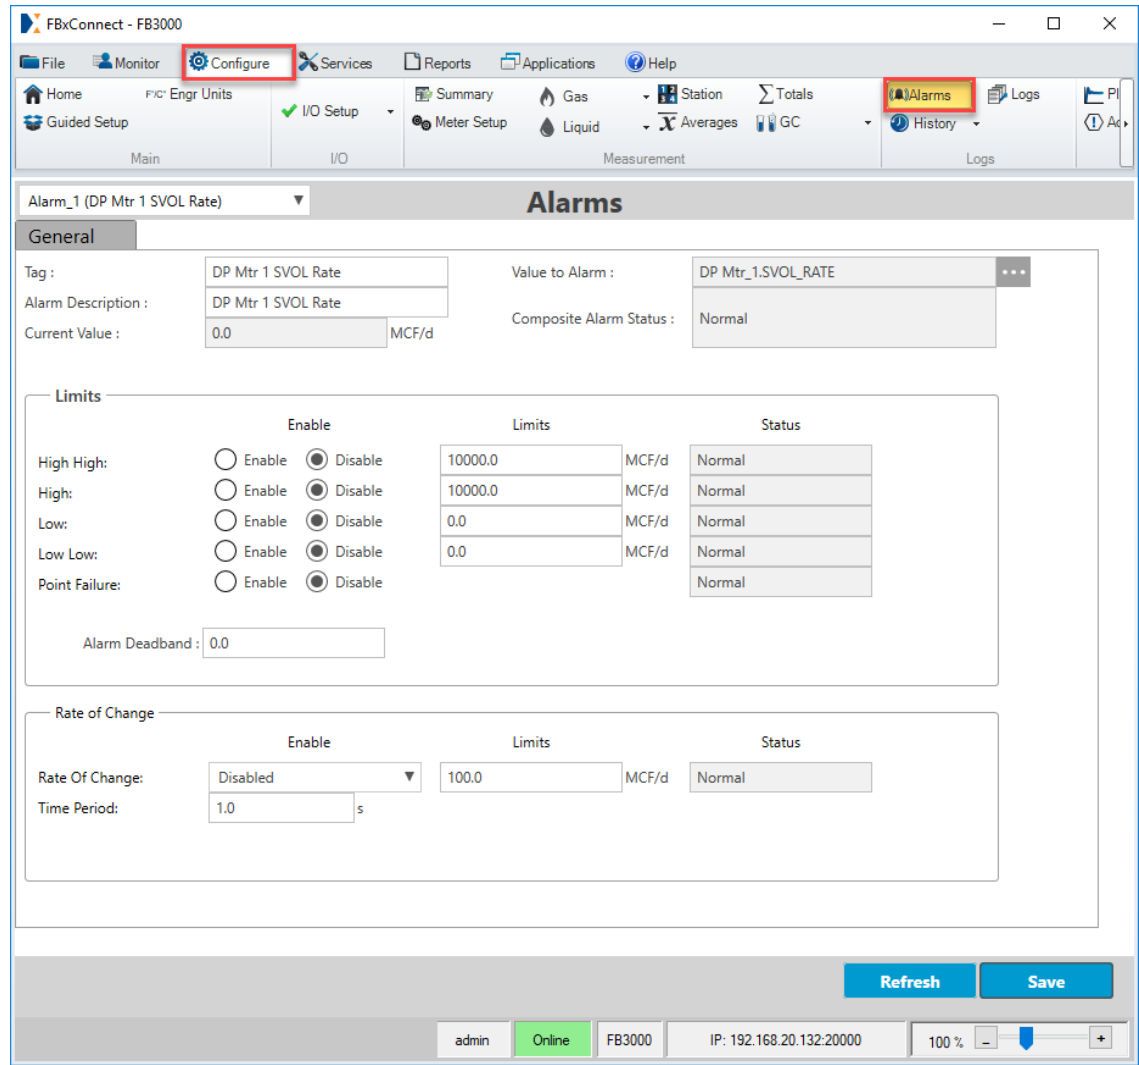 FBxConnect - FB3000
File Monitor Configure Services Reports Applications Help
Home F°/C° Engr Units I/O Setup Summary Gas Station Totals Alarms Logs
Guided Setup Meter Setup Liquid Averages GC History
Main I/O Measurement Logs
Alarm_1 (DP Mtr 1 SVOL Rate) Alarms
General
Tag : DP Mtr 1 SVOL Rate Value to Alarm : DP Mtr_1.SVOL_RATE
Alarm Description : DP Mtr 1 SVOL Rate
Composite Alarm Status : Normal
Current Value : 0.0 MCF/d
Limits
Enable Limits Status
High High: Enable Disable 10000.0 MCF/d Normal
High: Enable Disable 10000.0 MCF/d Normal
Low: Enable Disable 0.0 MCF/d Normal
Low Low: Enable Disable 0.0 MCF/d Normal
Point Failure: Enable Disable Normal
Alarm Deadband : 0.0
Rate of Change
Enable Limits Status
Rate Of Change: Disabled 100.0 MCF/d Normal
Time Period: 1.0 s
Refresh Save
admin Online FB3000 IP: 192.168.20.132:20000 100 %